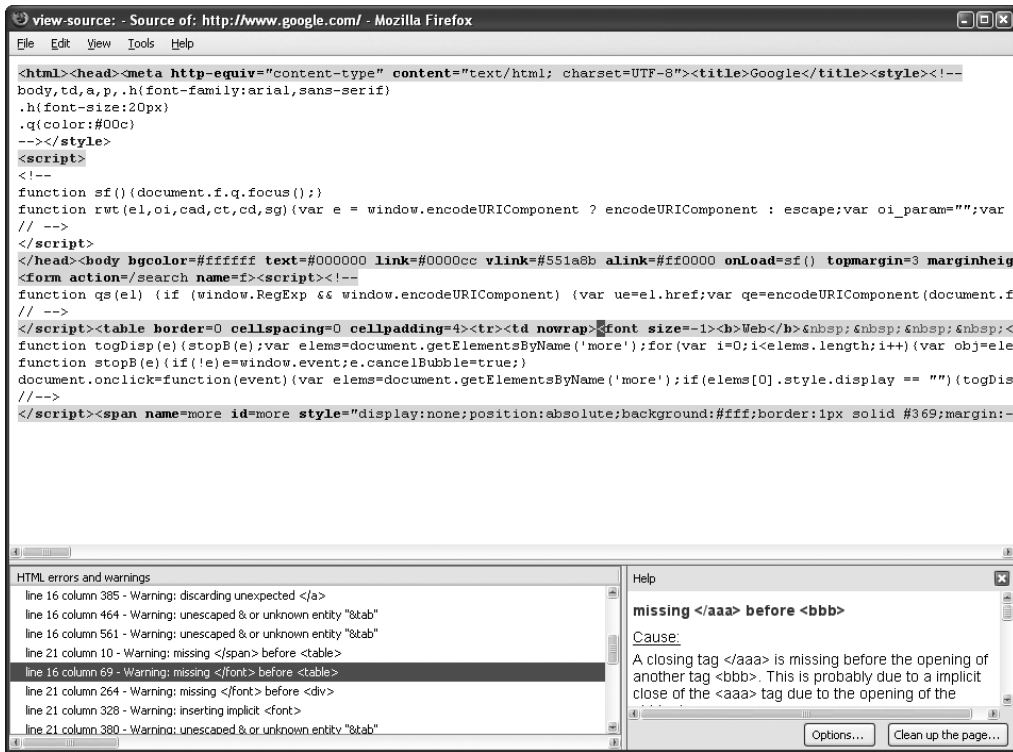 view-source: - Source of: http://www.google.com/ - Mozilla Firefox
File Edit View Tools Help
<html><head><meta http-equiv="content-type" content="text/html; charset=UTF-8"><title>Google</title><style><!--
body,td,a,p,.h{font-family:arial,sans-serif}
.h{font-size:20px}
.q{color:#00c}
--></style>
<script>
<!--
function sf(){document.f.q.focus();}
function rwt(el,oi,cad,ct,cd,sg){var e = window.encodeURIComponent ? encodeURIComponent : escape;var oi_param="";var
// -->
</script>
</head><body bgcolor=#ffffff text=#000000 link=#0000cc vlink=#551a8b alink=#ff0000 onLoad=sf() topmargin=3 marginheig
<form action=/search name=f><script><!--
function qs(el) {if (window.RegExp && window.encodeURIComponent) {var ue=el.href;var qe=encodeURIComponent(document.f
// -->
</script><table border=0 cellspacing=0 cellpadding=4><tr><td nowrap><font size=-1><b>Web</b>&nbsp;&nbsp;&nbsp;&nbsp;<
function togDisp(e){stopB(e);var elems=document.getElementsByName('more');for(var i=0;i<elems.length;i++){var obj=ele
function stopB(e){if(!e)e=window.event;e.cancelBubble=true;}
document.onclick=function(event){var elems=document.getElementsByName('more');if(elems[0].style.display == ""){togDis
//-->
</script><span name=more id=more style="display:none;position:absolute;background:#fff;border:1px solid #369;margin:-
HTML errors and warnings
line 16 column 385 - Warning: discarding unexpected </a>
line 16 column 464 - Warning: unescaped & or unknown entity "&tab"
line 16 column 561 - Warning: unescaped & or unknown entity "&tab"
line 21 column 10 - Warning: missing </span> before <table>
line 16 column 69 - Warning: missing </font> before <table>
line 21 column 264 - Warning: missing </font> before <div>
line 21 column 328 - Warning: inserting implicit <font>
line 21 column 380 - Warning: unescaped & or unknown entity "&tab"
Help
missing </aaa> before <bbb>
Cause:
A closing tag </aaa> is missing before the opening of
another tag <bbb>. This is probably due to a implicit
close of the <aaa> tag due to the opening of the
Options...
Clean up the page...